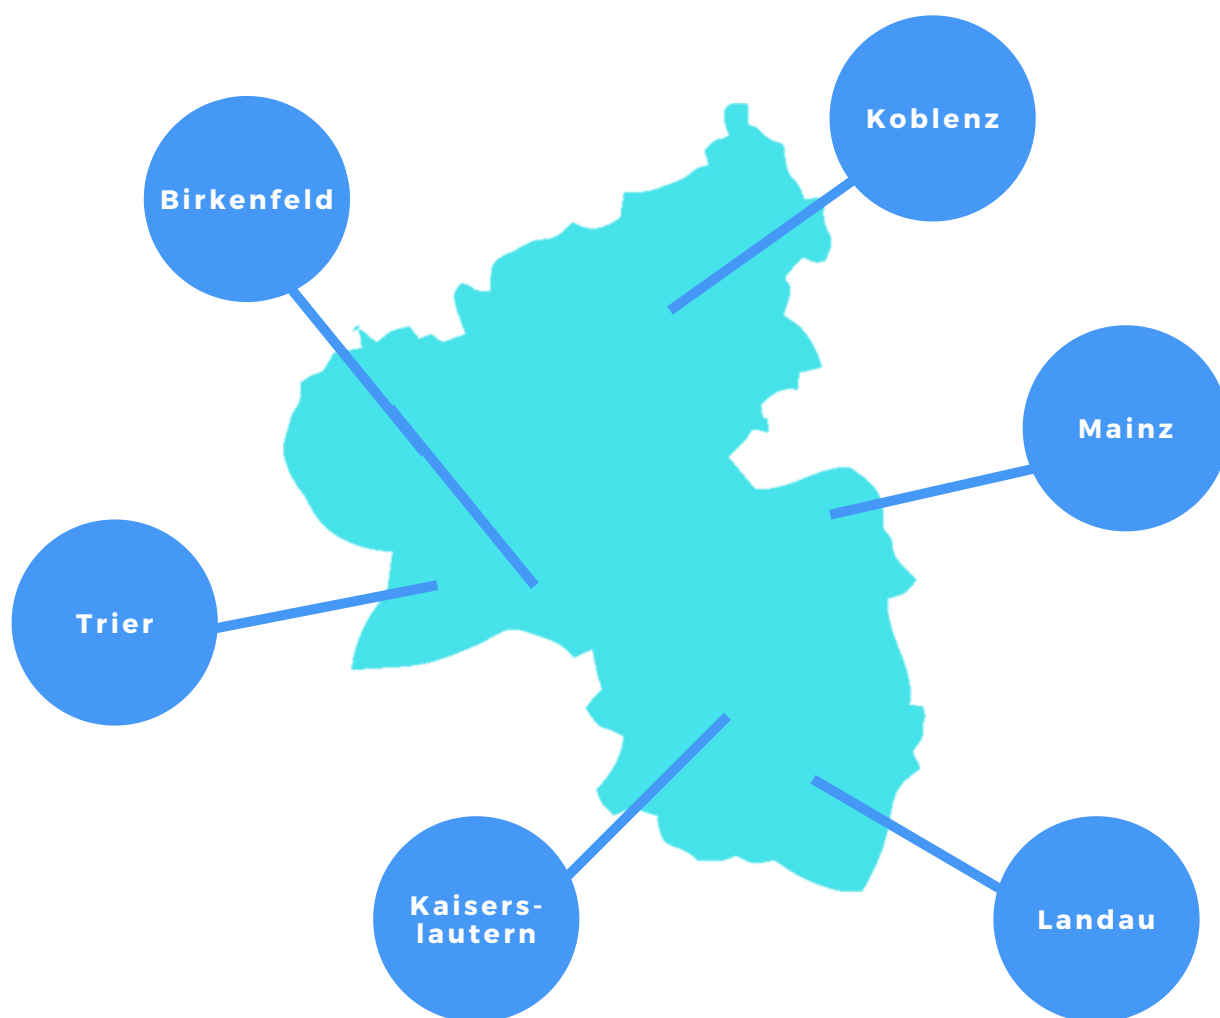 Koblenz
Birkenfeld
Mainz
Trier
Kaisers-
lautern
Landau